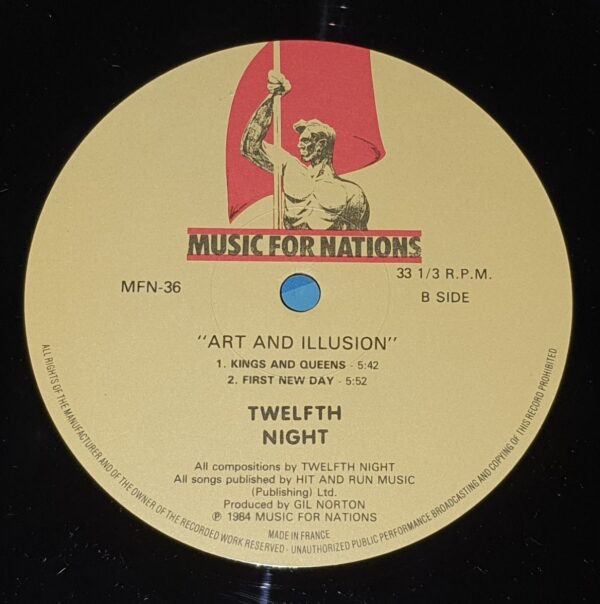 MUSIC FOR NATIONS
MFN-36
33 1/3 R.P.M.
B SIDE
"ART AND ILLUSION"
1. KINGS AND QUEENS - 5:42
2. FIRST NEW DAY - 5:52
TWELFTH
NIGHT
All compositions by TWELFTH NIGHT
All songs published by HIT AND RUN MUSIC
(Publishing) Ltd.
Produced by GIL NORTON
℗ 1984 MUSIC FOR NATIONS
MADE IN FRANCE
ALL RIGHTS OF THE MANUFACTURER AND OF THE OWNER OF THE RECORDED WORK RESERVED - UNAUTHORIZED PUBLIC PERFORMANCE BROADCASTING AND COPYING OF THIS RECORD PROHIBITED